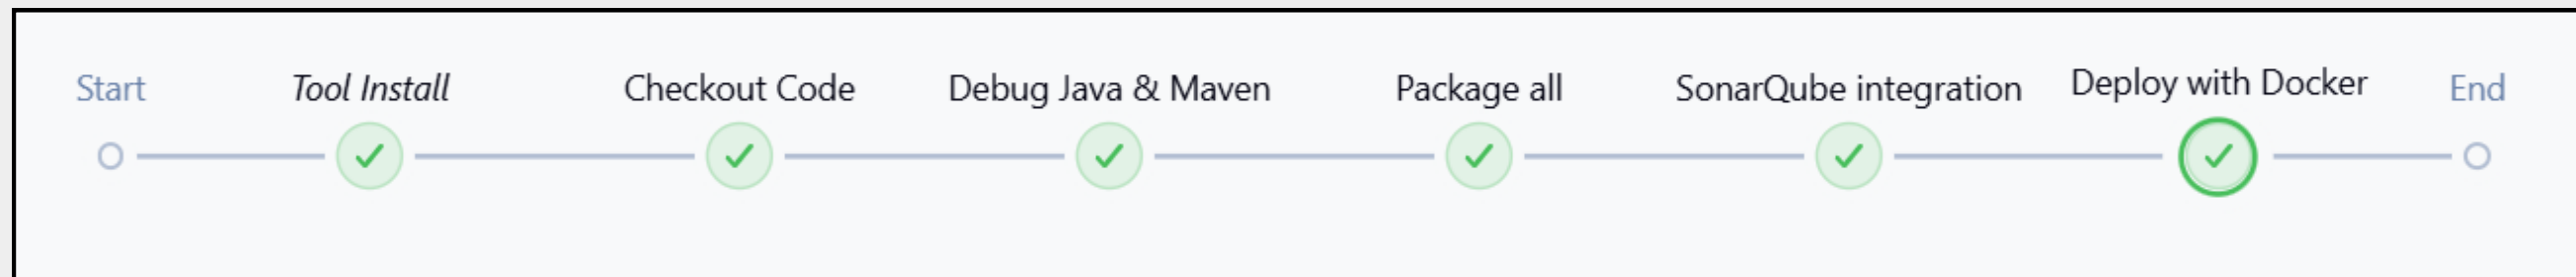 Start Tool Install Checkout Code Debug Java & Maven Package all SonarQube integration Deploy with Docker End